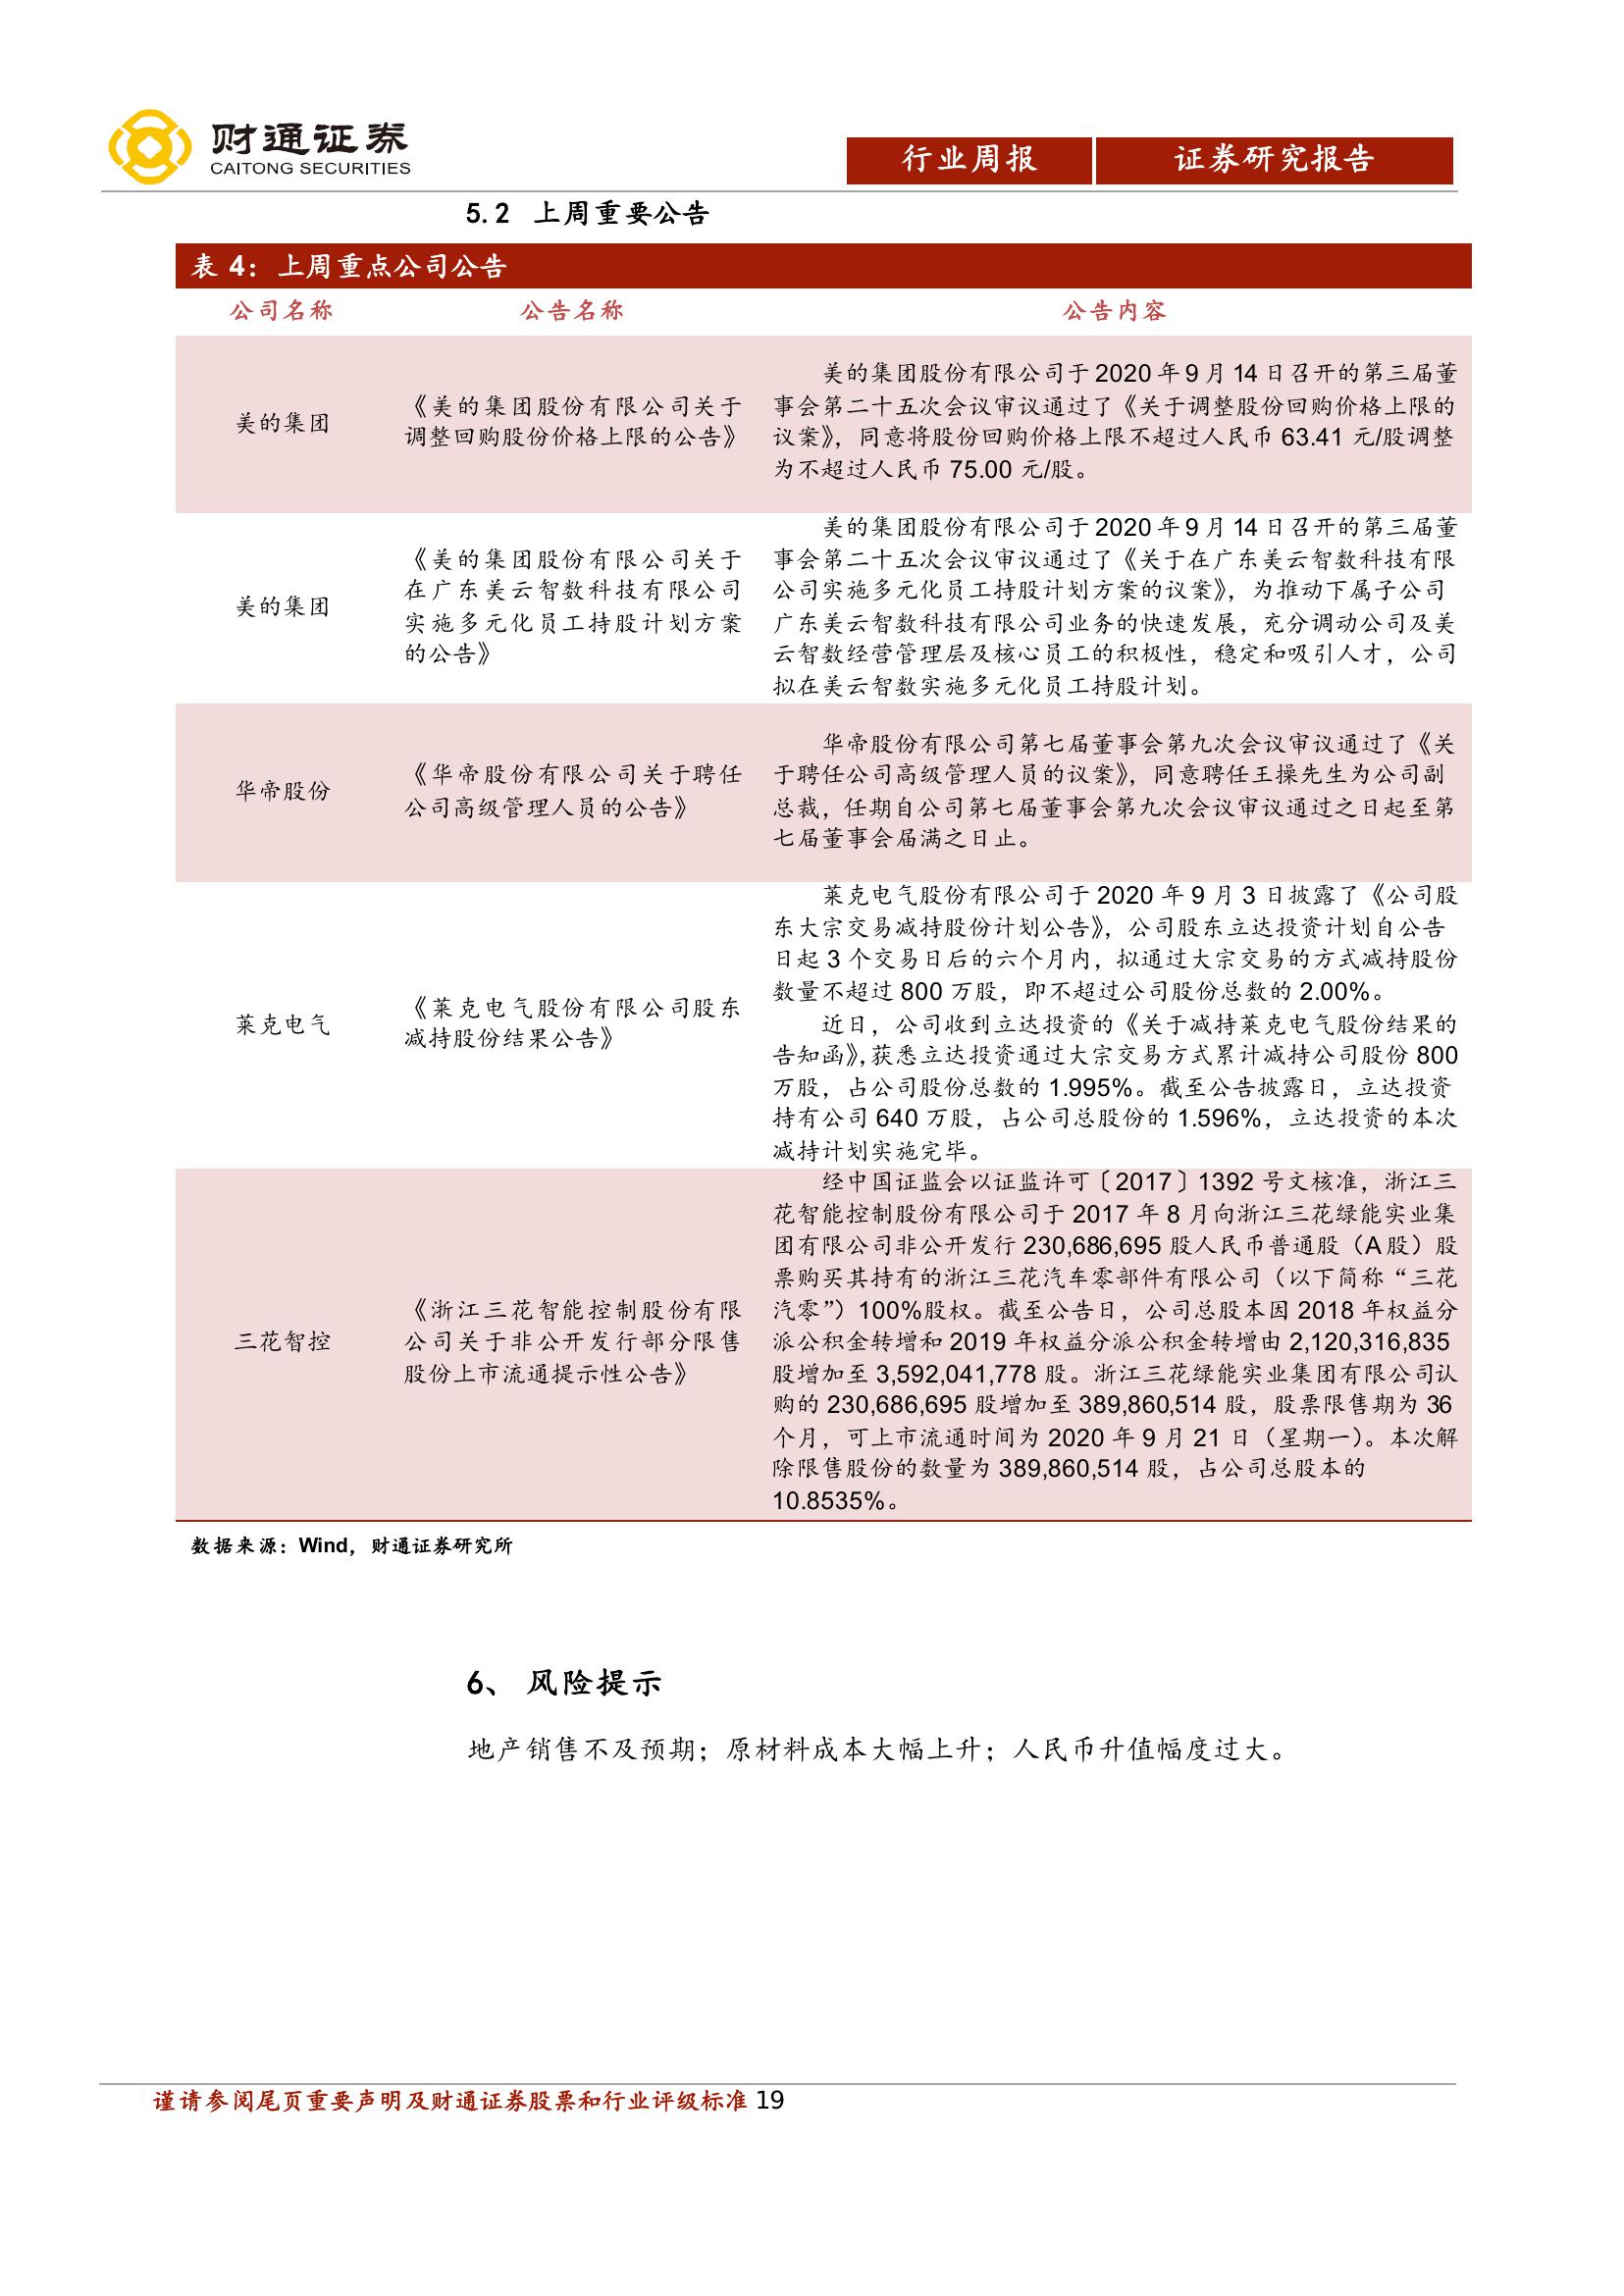 财通证券
CAITONG SECURITIES
行业周报
证券研究报告
5.2 上周重要公告
表 4：上周重点公司公告
公司名称
公告名称
公告内容
美的集团
《美的集团股份有限公司关于
调整回购股份价格上限的公告》
美的集团股份有限公司于 2020 年 9 月 14 日召开的第三届董
事会第二十五次会议审议通过了《关于调整股份回购价格上限的
议案》，同意将股份回购价格上限不超过人民币 63.41 元/股调整
为不超过人民币 75.00 元/股。
美的集团
《美的集团股份有限公司关于
在广东美云智数科技有限公司
实施多元化员工持股计划方案
的公告》
美的集团股份有限公司于 2020 年 9 月 14 日召开的第三届董
事会第二十五次会议审议通过了《关于在广东美云智数科技有限
公司实施多元化员工持股计划方案的议案》，为推动下属子公司
广东美云智数科技有限公司业务的快速发展，充分调动公司及美
云智数经营管理层及核心员工的积极性，稳定和吸引人才，公司
拟在美云智数实施多元化员工持股计划。
华帝股份
《华帝股份有限公司关于聘任
公司高级管理人员的公告》
华帝股份有限公司第七届董事会第九次会议审议通过了《关
于聘任公司高级管理人员的议案》，同意聘任王操先生为公司副
总裁，任期自公司第七届董事会第九次会议审议通过之日起至第
七届董事会届满之日止。
莱克电气
《莱克电气股份有限公司股东
减持股份结果公告》
莱克电气股份有限公司于 2020 年 9 月 3 日披露了《公司股
东大宗交易减持股份计划公告》，公司股东立达投资计划自公告
日起 3 个交易日后的六个月内，拟通过大宗交易的方式减持股份
数量不超过 800 万股，即不超过公司股份总数的 2.00%。
近日，公司收到立达投资的《关于减持莱克电气股份结果的
告知函》，获悉立达投资通过大宗交易方式累计减持公司股份 800
万股，占公司股份总数的 1.995%。截至公告披露日，立达投资
持有公司 640 万股，占公司总股份的 1.596%，立达投资的本次
减持计划实施完毕。
三花智控
《浙江三花智能控制股份有限
公司关于非公开发行部分限售
股份上市流通提示性公告》
经中国证监会以证监许可〔2017〕1392 号文核准，浙江三
花智能控制股份有限公司于 2017 年 8 月向浙江三花绿能实业集
团有限公司非公开发行 230,686,695 股人民币普通股（A 股）股
票购买其持有的浙江三花汽车零部件有限公司（以下简称“三花
汽零”）100%股权。截至公告日，公司总股本因 2018 年权益分
派公积金转增和 2019 年权益分派公积金转增由 2,120,316,835
股增加至 3,592,041,778 股。浙江三花绿能实业集团有限公司认
购的 230,686,695 股增加至 389,860,514 股，股票限售期为 36
个月，可上市流通时间为 2020 年 9 月 21 日（星期一）。本次解
除限售股份的数量为 389,860,514 股，占公司总股本的
10.8535%。
数据来源：Wind，财通证券研究所
6、 风险提示
地产销售不及预期；原材料成本大幅上升；人民币升值幅度过大。
谨请参阅尾页重要声明及财通证券股票和行业评级标准 19